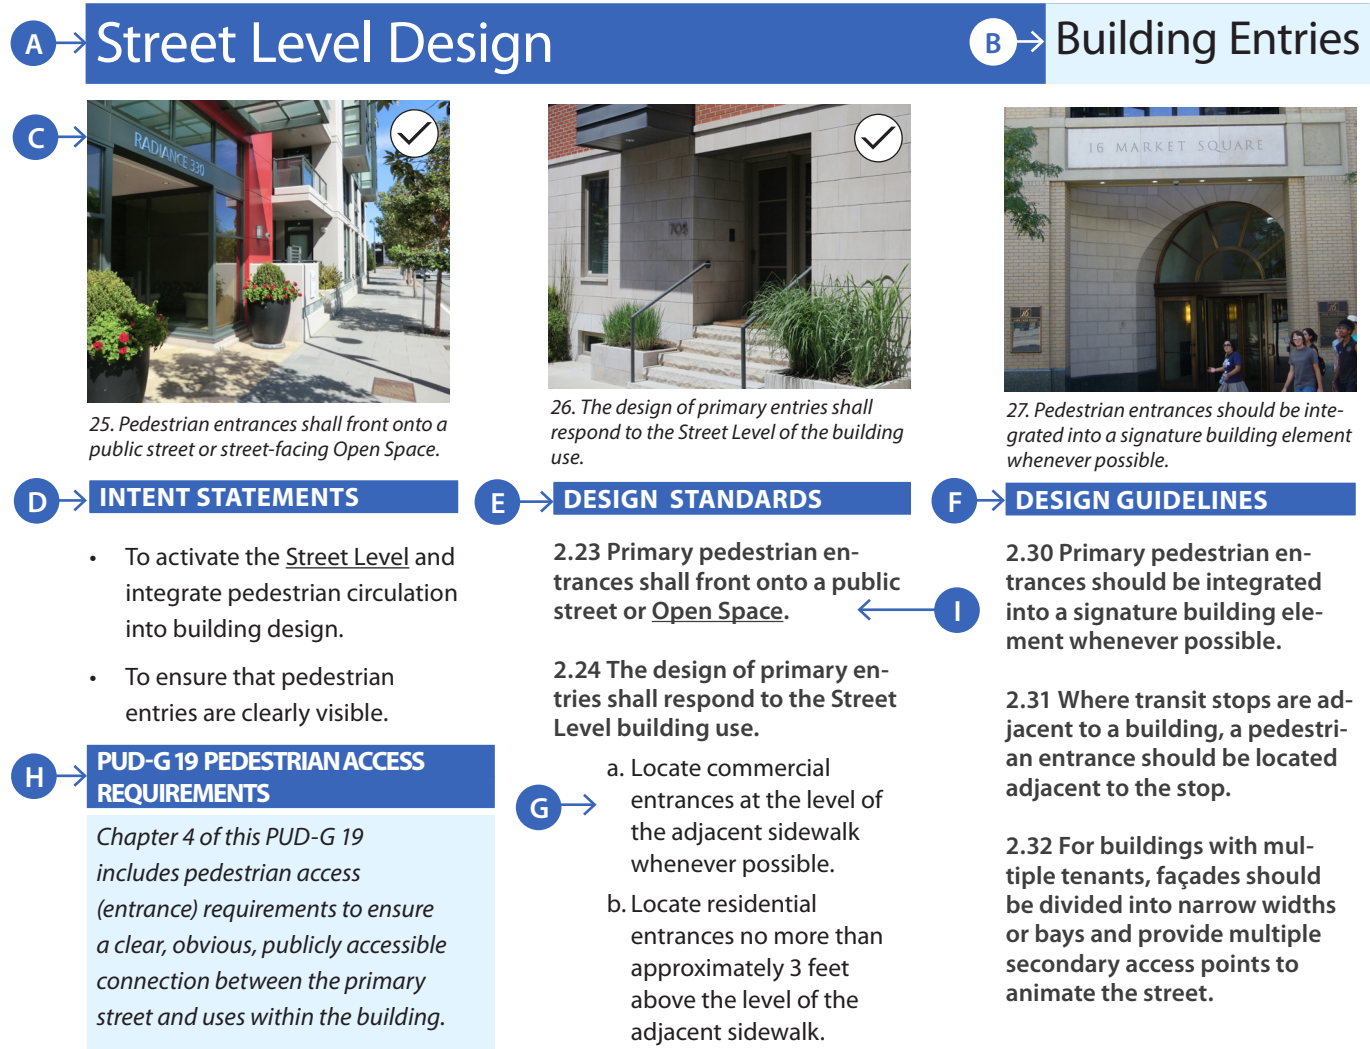 A
Street Level Design
B
Building Entries
C
RADIANCE 330
705
16 MARKET SQUARE
16
16
25. Pedestrian entrances shall front onto a
public street or street-facing Open Space.
26. The design of primary entries shall
respond to the Street Level of the building
use.
27. Pedestrian entrances should be inte-
grated into a signature building element
whenever possible.
D
INTENT STATEMENTS
• To activate the Street Level and
integrate pedestrian circulation
into building design.
• To ensure that pedestrian
entries are clearly visible.
H
PUD-G 19 PEDESTRIAN ACCESS
REQUIREMENTS
Chapter 4 of this PUD-G 19
includes pedestrian access
(entrance) requirements to ensure
a clear, obvious, publicly accessible
connection between the primary
street and uses within the building.
E
DESIGN STANDARDS
2.23 Primary pedestrian en-
trances shall front onto a public
street or Open Space.
I
2.24 The design of primary en-
tries shall respond to the Street
Level building use.
G
a. Locate commercial
entrances at the level of
the adjacent sidewalk
whenever possible.
b. Locate residential
entrances no more than
approximately 3 feet
above the level of the
adjacent sidewalk.
F
DESIGN GUIDELINES
2.30 Primary pedestrian en-
trances should be integrated
into a signature building ele-
ment whenever possible.
2.31 Where transit stops are ad-
jacent to a building, a pedestri-
an entrance should be located
adjacent to the stop.
2.32 For buildings with mul-
tiple tenants, façades should
be divided into narrow widths
or bays and provide multiple
secondary access points to
animate the street.